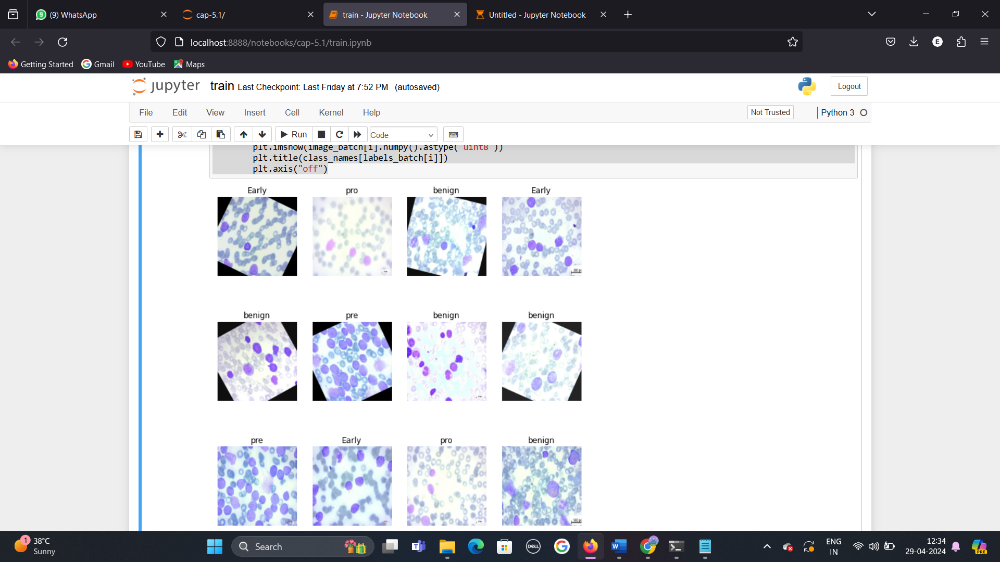 (9) WhatsApp
cap-5.1/
train - Jupyter Notebook
Untitled - Jupyter Notebook
localhost:8888/notebooks/cap-5.1/train.ipynb
E
Getting Started
Gmail
YouTube
Maps
jupyter train Last Checkpoint: Last Friday at 7:52 PM (autosaved)
Logout
File Edit View Insert Cell Kernel Help
Not Trusted
Python 3
Run
Code
plt.imshow(image_batch[i].numpy().astype("uint8"))
plt.title(class_names[labels_batch[i]])
plt.axis("off")
Early pro benign Early
benign pre benign benign
pre Early pro benign
1
38°C
Sunny
Search
DELL
ENG
IN
12:34
29-04-2024
PRE